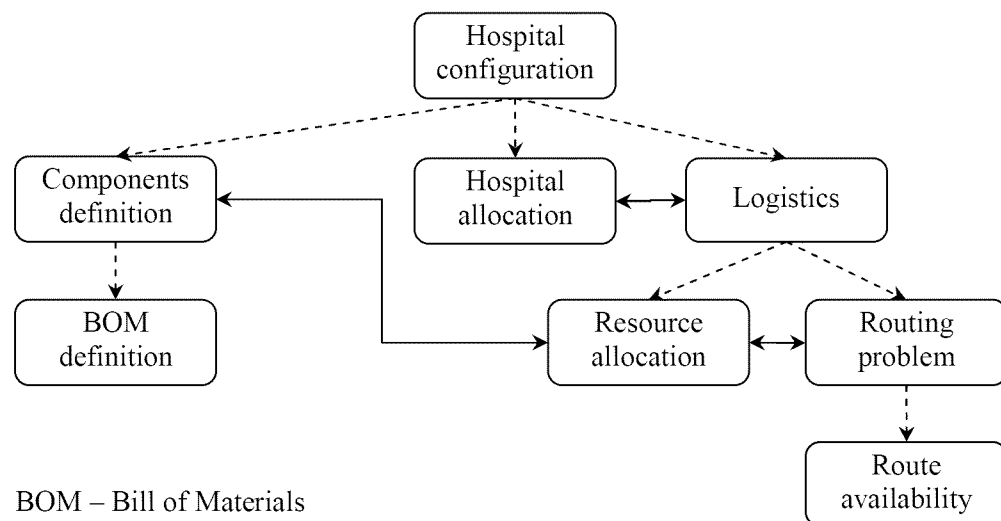 Hospital
configuration
Components
definition
Hospital
allocation
Logistics
BOM
definition
Resource
allocation
Routing
problem
Route
availability
BOM – Bill of Materials